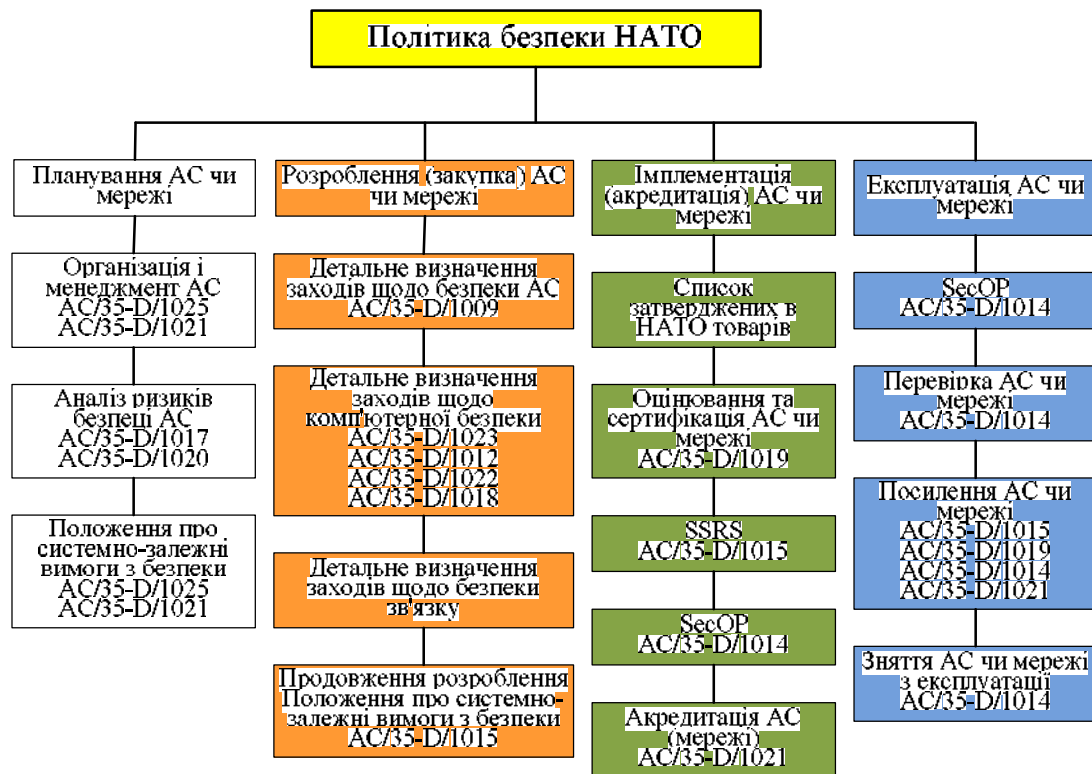 Політика безпеки НАТО
Планування АС чи
мережі
Організація і
менеджмент АС
AC/35-D/1025
AC/35-D/1021
Аналіз ризиків
безпеці АС
AC/35-D/1017
AC/35-D/1020
Положення про
системно-залежні
вимоги з безпеки
AC/35-D/1025
AC/35-D/1021
Розроблення (закупка) АС
чи мережі
Детальне визначення
заходів щодо безпеки АС
AC/35-D/1009
Детальне визначення
заходів щодо
комп'ютерної безпеки
AC/35-D/1023
AC/35-D/1012
AC/35-D/1022
AC/35-D/1018
Детальне визначення
заходів щодо безпеки
зв'язку
Продовження розроблення
Положення про системно-
залежні вимоги з безпеки
AC/35-D/1015
Імплементація
(акредитація) АС чи
мережі
Список
затверджених в
НАТО товарів
Оцінювання та
сертифікація АС чи
мережі
AC/35-D/1019
SSRS
AC/35-D/1015
SecOP
AC/35-D/1014
Акредитація АС
(мережі)
AC/35-D/1021
Експлуатація АС чи
мережі
SecOP
AC/35-D/1014
Перевірка АС чи
мережі
AC/35-D/1014
Посилення АС чи
мережі
AC/35-D/1015
AC/35-D/1019
AC/35-D/1014
AC/35-D/1021
Зняття АС чи мережі
з експлуатації
AC/35-D/1014